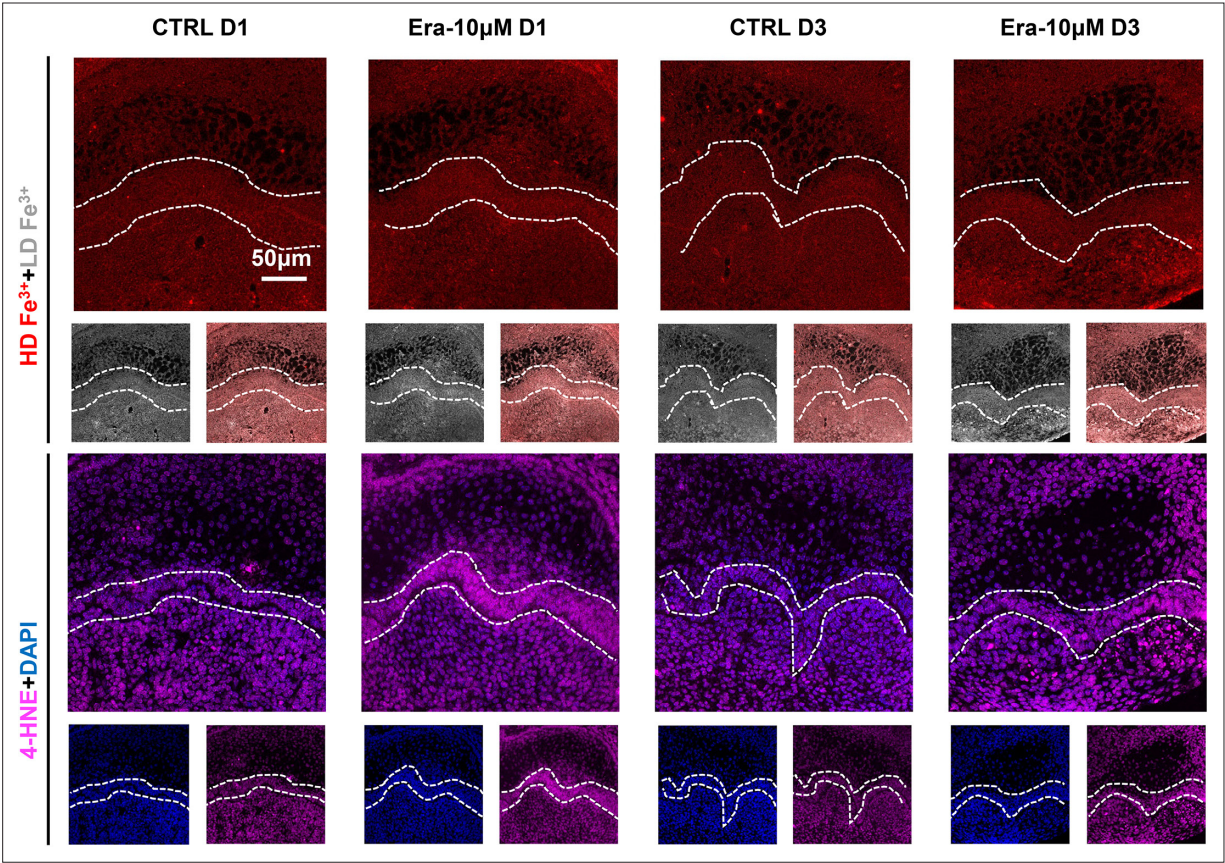 CTRL D1
Era-10μM D1
CTRL D3
Era-10μM D3
HD Fe³⁺+LD Fe³⁺
50μm
4-HNE+DAPI